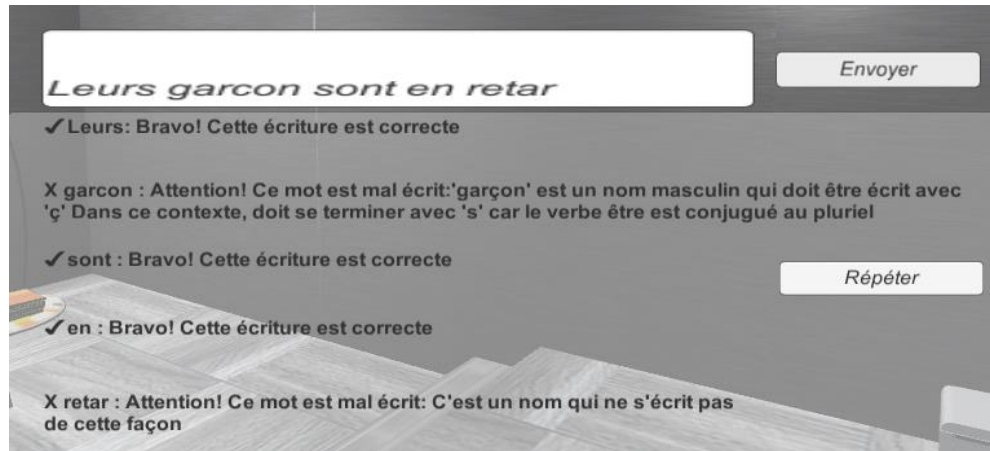 Leurs garcon sont en retar
Envoyer
✓Leurs: Bravo! Cette écriture est correcte
X garcon : Attention! Ce mot est mal écrit:'garçon' est un nom masculin qui doit être écrit avec
'ç' Dans ce contexte, doit se terminer avec 's' car le verbe être est conjugué au pluriel
✓sont : Bravo! Cette écriture est correcte
Répéter
✓en : Bravo! Cette écriture est correcte
X retar : Attention! Ce mot est mal écrit: C'est un nom qui ne s'écrit pas
de cette façon